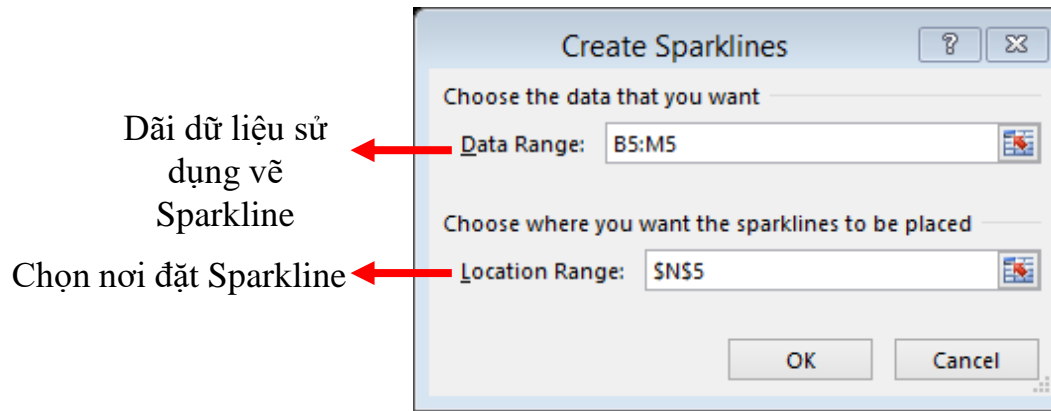 Create Sparklines
Choose the data that you want
Dãi dữ liệu sử
dụng vẽ
Sparkline
Data Range: B5:M5
Choose where you want the sparklines to be placed
Chọn nơi đặt Sparkline
Location Range: $N$5
OK Cancel